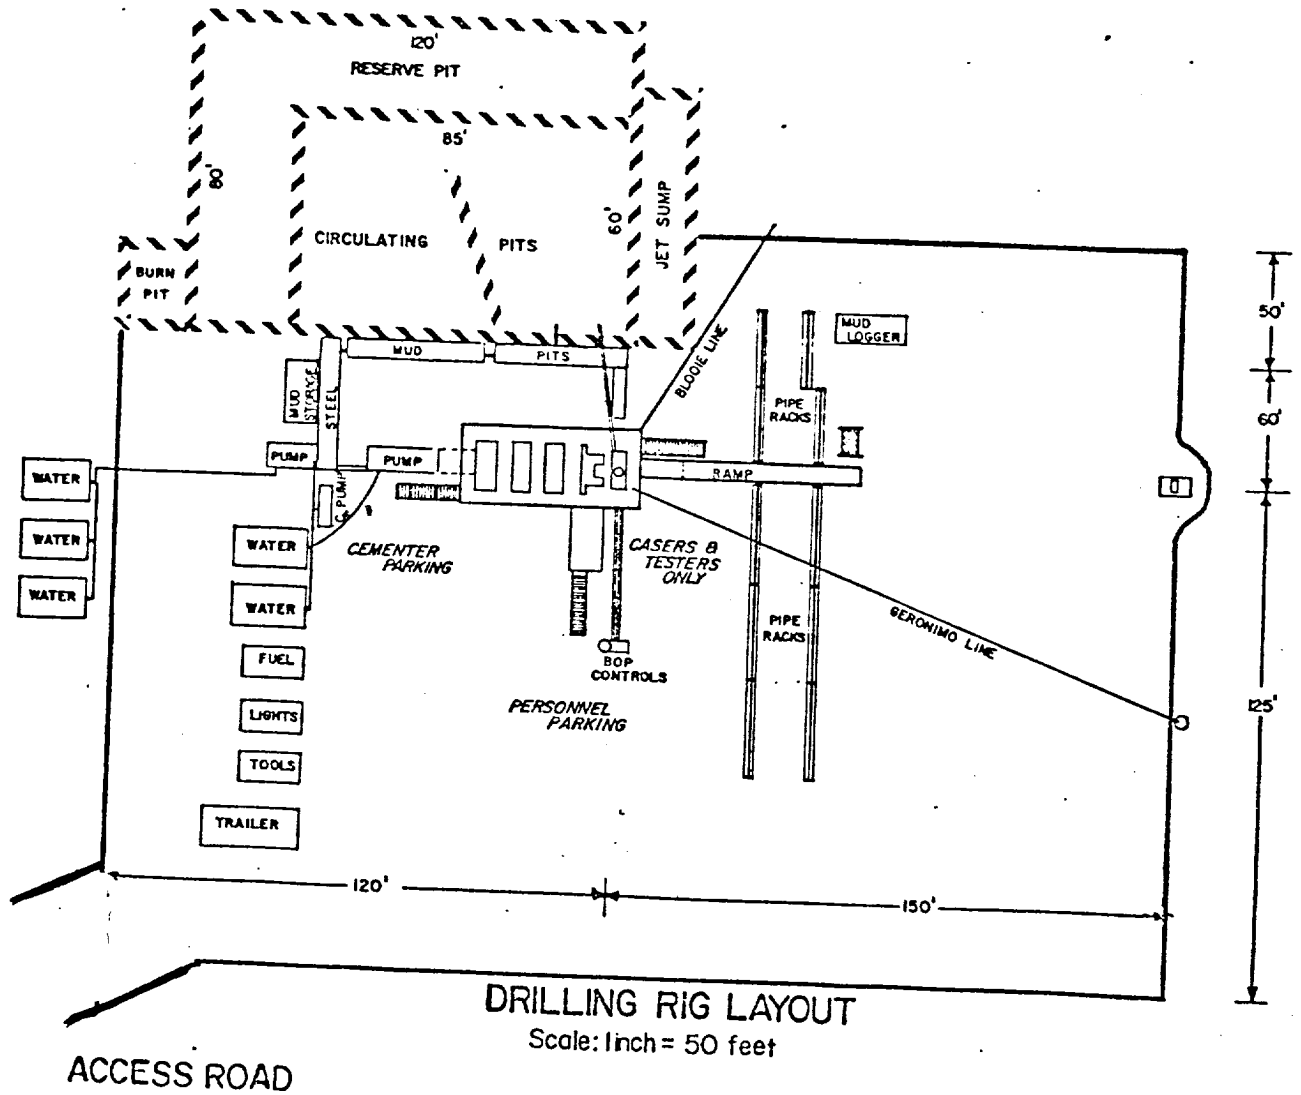 120'
RESERVE PIT
85'
80'
60'
JET SUMP
CIRCULATING
PITS
BURN
PIT
50'
60'
125'
MUD
LOGGER
BLOOIE LINE
MUD
PITS
MUD
STORAGE
STEEL
PIPE
RACKS
PUMP
PUMP
RAMP
WATER
WATER
WATER
C. PUMP
WATER
WATER
CEMENTER
PARKING
CASERS &
TESTERS
ONLY
GERONIMO LINE
PIPE
RACKS
FUEL
BOP
CONTROLS
LIGHTS
PERSONNEL
PARKING
TOOLS
TRAILER
120'
150'
DRILLING RIG LAYOUT
Scale: 1inch = 50 feet
ACCESS ROAD